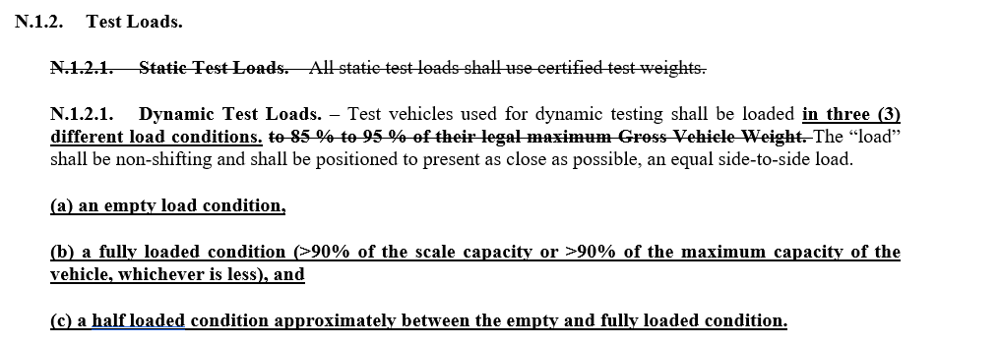 N.1.2. Test Loads.
N.1.2.1. Static Test Loads. All static test loads shall use certified test weights.
N.1.2.1. Dynamic Test Loads. – Test vehicles used for dynamic testing shall be loaded in three (3)
different load conditions. to 85 % to 95 % of their legal maximum Gross Vehicle Weight. The “load”
shall be non-shifting and shall be positioned to present as close as possible, an equal side-to-side load.
(a) an empty load condition,
(b) a fully loaded condition (>90% of the scale capacity or >90% of the maximum capacity of the
vehicle, whichever is less), and
(c) a half loaded condition approximately between the empty and fully loaded condition.